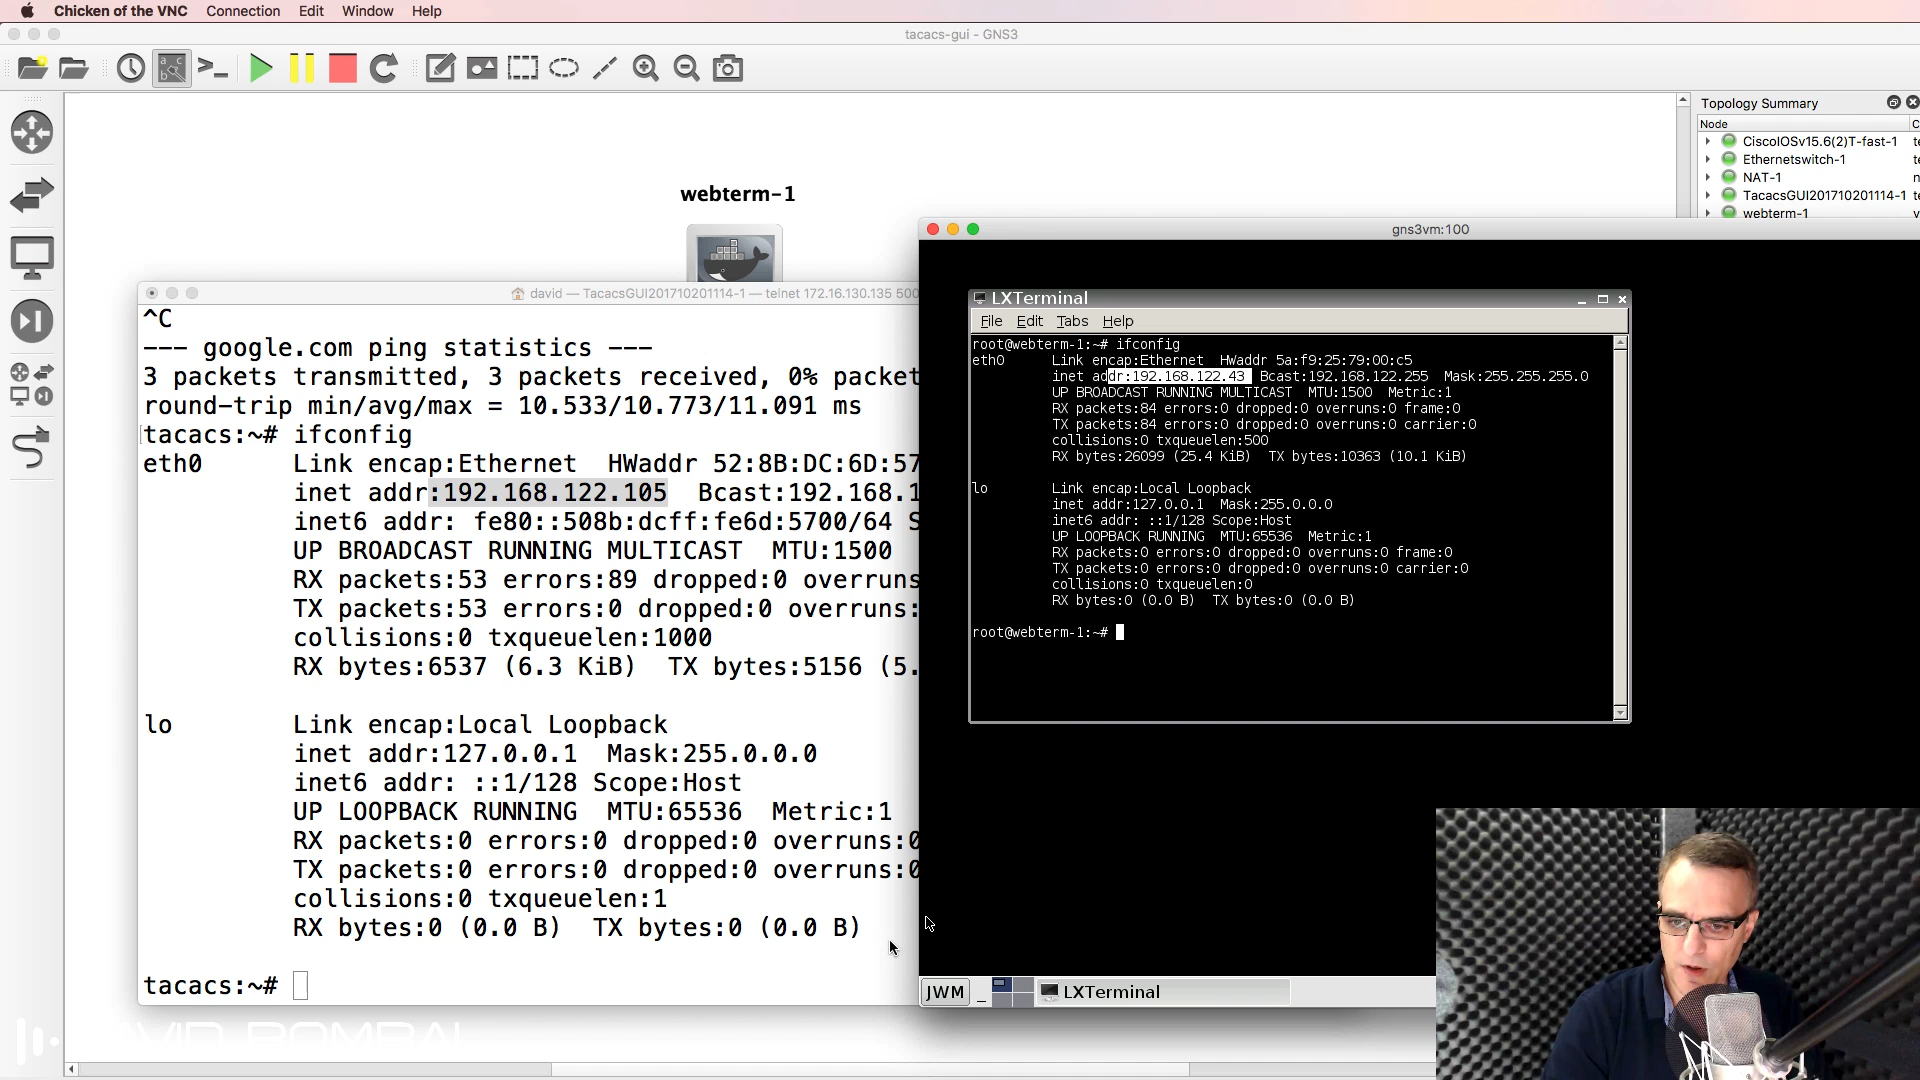 Chicken of the VNC Connection Edit Window Help
tacacs-gui - GNS3
Topology Summary
Node
CiscoIOSv15.6(2)T-fast-1
Ethernetswitch-1
NAT-1
TacacsGUI201710201114-1
webterm-1
webterm-1
gns3vm:100
david — TacacsGUI201710201114-1 — telnet 172.16.130.135 500
^C
--- google.com ping statistics ---
3 packets transmitted, 3 packets received, 0% packet
round-trip min/avg/max = 10.533/10.773/11.091 ms
tacacs:~# ifconfig
eth0 Link encap:Ethernet HWaddr 52:8B:DC:6D:57
inet addr:192.168.122.105 Bcast:192.168.1
inet6 addr: fe80::508b:dcff:fe6d:5700/64 S
UP BROADCAST RUNNING MULTICAST MTU:1500
RX packets:53 errors:89 dropped:0 overruns
TX packets:53 errors:0 dropped:0 overruns:
collisions:0 txqueuelen:1000
RX bytes:6537 (6.3 KiB) TX bytes:5156 (5.
lo Link encap:Local Loopback
inet addr:127.0.0.1 Mask:255.0.0.0
inet6 addr: ::1/128 Scope:Host
UP LOOPBACK RUNNING MTU:65536 Metric:1
RX packets:0 errors:0 dropped:0 overruns:0
TX packets:0 errors:0 dropped:0 overruns:0
collisions:0 txqueuelen:1
RX bytes:0 (0.0 B) TX bytes:0 (0.0 B)
tacacs:~#
LXTerminal
File Edit Tabs Help
root@webterm-1:~# ifconfig
eth0 Link encap:Ethernet HWaddr 5a:f9:25:79:00:c5
inet addr:192.168.122.43 Bcast:192.168.122.255 Mask:255.255.255.0
UP BROADCAST RUNNING MULTICAST MTU:1500 Metric:1
RX packets:84 errors:0 dropped:0 overruns:0 frame:0
TX packets:84 errors:0 dropped:0 overruns:0 carrier:0
collisions:0 txqueuelen:500
RX bytes:26099 (25.4 KiB) TX bytes:10363 (10.1 KiB)
lo Link encap:Local Loopback
inet addr:127.0.0.1 Mask:255.0.0.0
inet6 addr: ::1/128 Scope:Host
UP LOOPBACK RUNNING MTU:65536 Metric:1
RX packets:0 errors:0 dropped:0 overruns:0 frame:0
TX packets:0 errors:0 dropped:0 overruns:0 carrier:0
collisions:0 txqueuelen:0
RX bytes:0 (0.0 B) TX bytes:0 (0.0 B)
root@webterm-1:~#
JWM LXTerminal